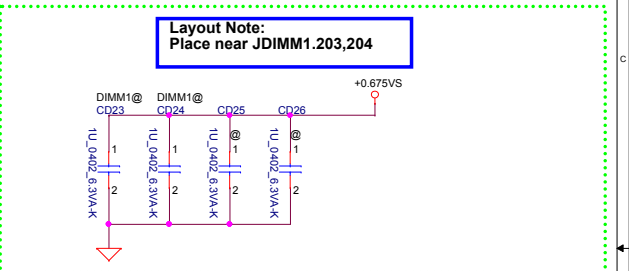 Layout Note:
Place near JDIMM1.203,204
+0.675VS
DIMM1@ DIMM1@
CD23 CD24 CD25 CD26
@ @
1U_0402_6.3VA-K 1U_0402_6.3VA-K 1U_0402_6.3VA-K 1U_0402_6.3VA-K
1 1 1 1
2 2 2 2
C